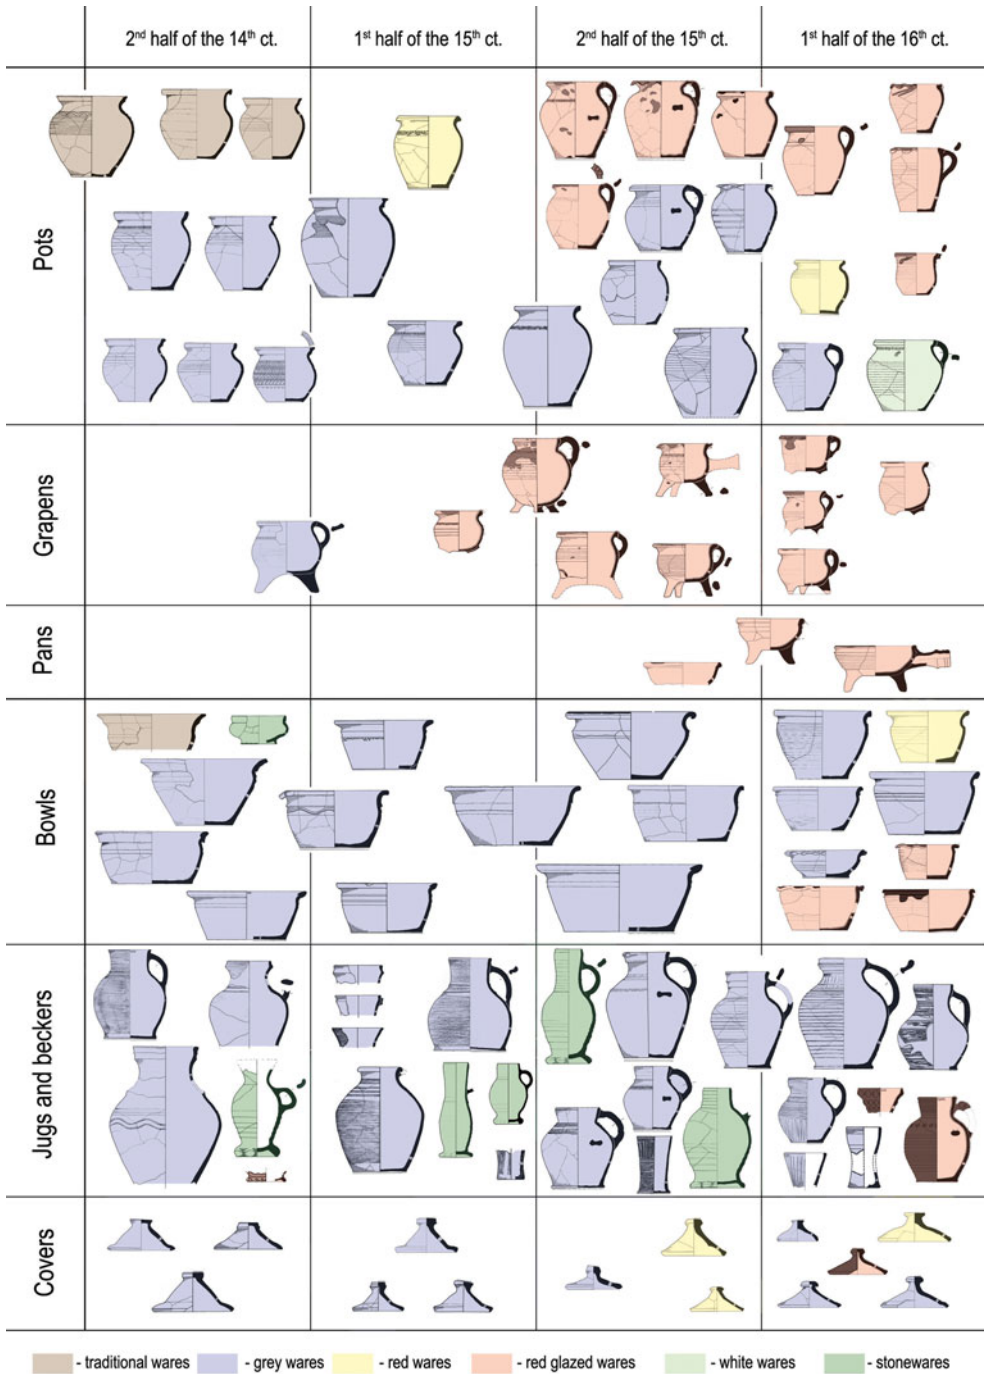 2nd half of the 14th ct.
1st half of the 15th ct.
2nd half of the 15th ct.
1st half of the 16th ct.
Pots
Grapens
Pans
Bowls
Jugs and beckers
Covers
- traditional wares
- grey wares
- red wares
- red glazed wares
- white wares
- stonewares